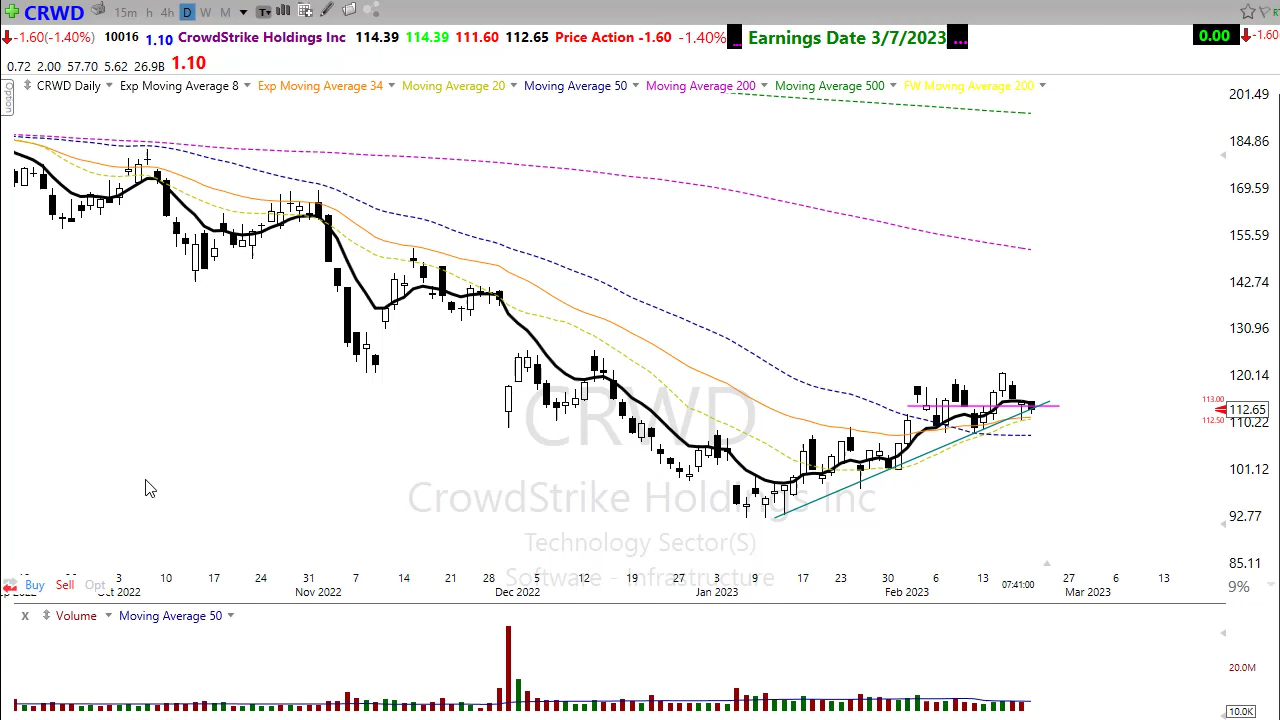 CRWD 15m h 4h D W M T
-1.60(-1.40%) 10016 1.10 CrowdStrike Holdings Inc 114.39 114.39 111.60 112.65 Price Action -1.60 -1.40% ... Earnings Date 3/7/2023 ... 0.00 -1.60
0.72 2.00 57.70 5.62 26.9B 1.10
Option
CRWD Daily Exp Moving Average 8 Exp Moving Average 34 Moving Average 20 Moving Average 50 Moving Average 200 Moving Average 500 FW Moving Average 200
201.49
184.86
169.59
155.59
142.74
130.96
120.14
113.00
112.65
112.50
110.22
101.12
92.77
85.11
CRWD
CrowdStrike Holdings Inc
Technology Sector(S)
Software - Infrastructure
Buy Sell Opt
3 10 17 24 31 7 14 21 28 5 12 19 27 3 9 17 23 30 6 13 07:41:00 27 6 13
Oct 2022 Nov 2022 Dec 2022 Jan 2023 Feb 2023 Mar 2023
9%
x Volume Moving Average 50
20.0M
10.0K